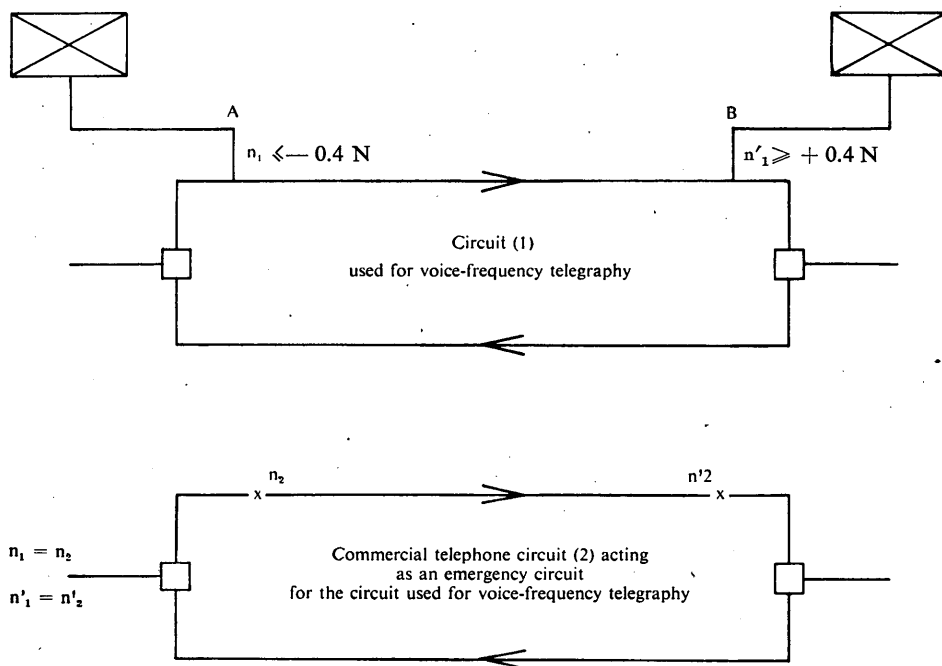 A
B
n₁ ⩽— 0.4 N
n'₁ ⩾ + 0.4 N
Circuit (1)
used for voice-frequency telegraphy
n₂
n'2
x
x
n₁ = n₂
n'₁ = n'₂
Commercial telephone circuit (2) acting
as an emergency circuit
for the circuit used for voice-frequency telegraphy